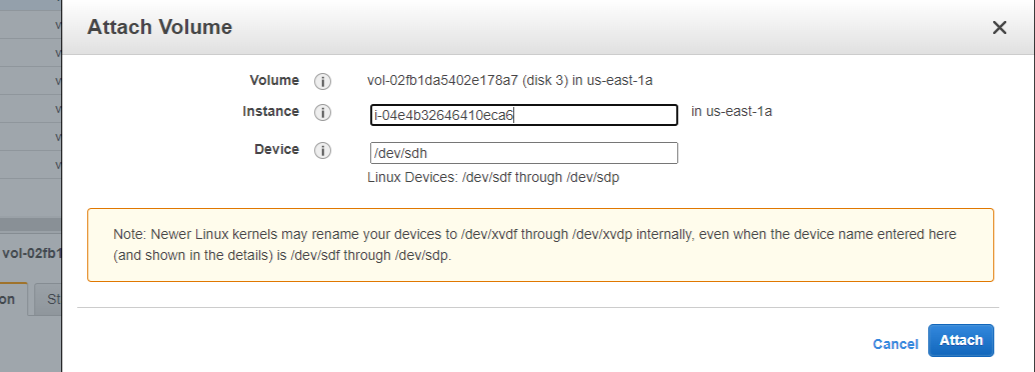 Attach Volume
Volume i vol-02fb1da5402e178a7 (disk 3) in us-east-1a
Instance i i-04e4b32646410eca6 in us-east-1a
Device i /dev/sdh
Linux Devices: /dev/sdf through /dev/sdp
Note: Newer Linux kernels may rename your devices to /dev/xvdf through /dev/xvdp internally, even when the device name entered here
(and shown in the details) is /dev/sdf through /dev/sdp.
vol-02fb1
on St
Cancel Attach